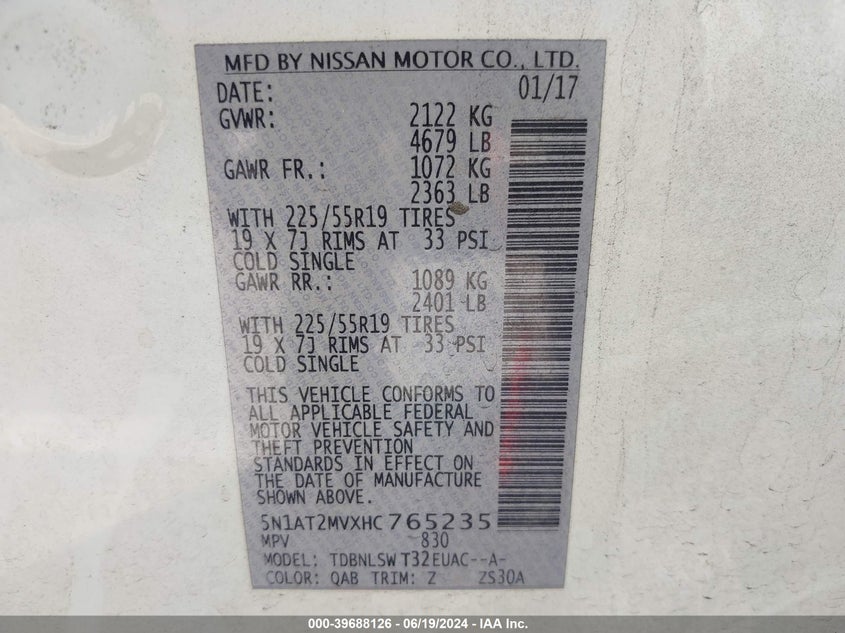 MFD BY NISSAN MOTOR CO., LTD.
DATE: 01/17
GVWR: 2122 KG
4679 LB
GAWR FR.: 1072 KG
2363 LB
WITH 225/55R19 TIRES
19 X 7J RIMS AT 33 PSI
COLD SINGLE
GAWR RR.: 1089 KG
2401 LB
WITH 225/55R19 TIRES
19 X 7J RIMS AT 33 PSI
COLD SINGLE
THIS VEHICLE CONFORMS TO
ALL APPLICABLE FEDERAL
MOTOR VEHICLE SAFETY AND
THEFT PREVENTION
STANDARDS IN EFFECT ON
THE DATE OF MANUFACTURE
SHOWN ABOVE.
5N1AT2MVXHC765235
MPV 830
MODEL: TDBNLSW T32EUAC--A-
COLOR: QAB TRIM: Z ZS30A
000-39688126 - 06/19/2024 - IAA Inc.